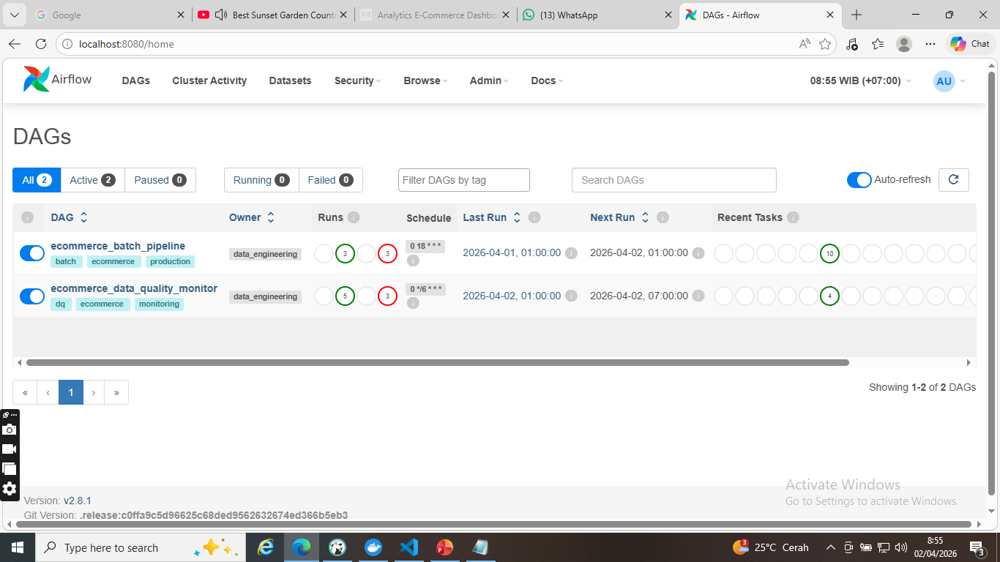 Google
Best Sunset Garden Countr
Analytics E-Commerce Dashbo
(13) WhatsApp
DAGs - Airflow
localhost:8080/home
Chat
Airflow
DAGs
Cluster Activity
Datasets
Security
Browse
Admin
Docs
08:55 WIB (+07:00)
AU
DAGs
All 2
Active 2
Paused 0
Running 0
Failed 0
Filter DAGs by tag
Search DAGs
Auto-refresh
DAG Owner Runs Schedule Last Run Next Run Recent Tasks
ecommerce_batch_pipeline
batch ecommerce production
data_engineering
3 3
0 18 * * *
2026-04-01, 01:00:00
2026-04-02, 01:00:00
10
ecommerce_data_quality_monitor
dq ecommerce monitoring
data_engineering
5 3
0 */6 * * *
2026-04-02, 01:00:00
2026-04-02, 07:00:00
4
« ‹ 1 › »
Showing 1-2 of 2 DAGs
Activate Windows
Go to Settings to activate Windows.
Version: v2.8.1
Git Version: .release:c0ffa9c5d96625c68ded9562632674ed366b5eb3
Type here to search
3
25°C Cerah
8:55
02/04/2026
3